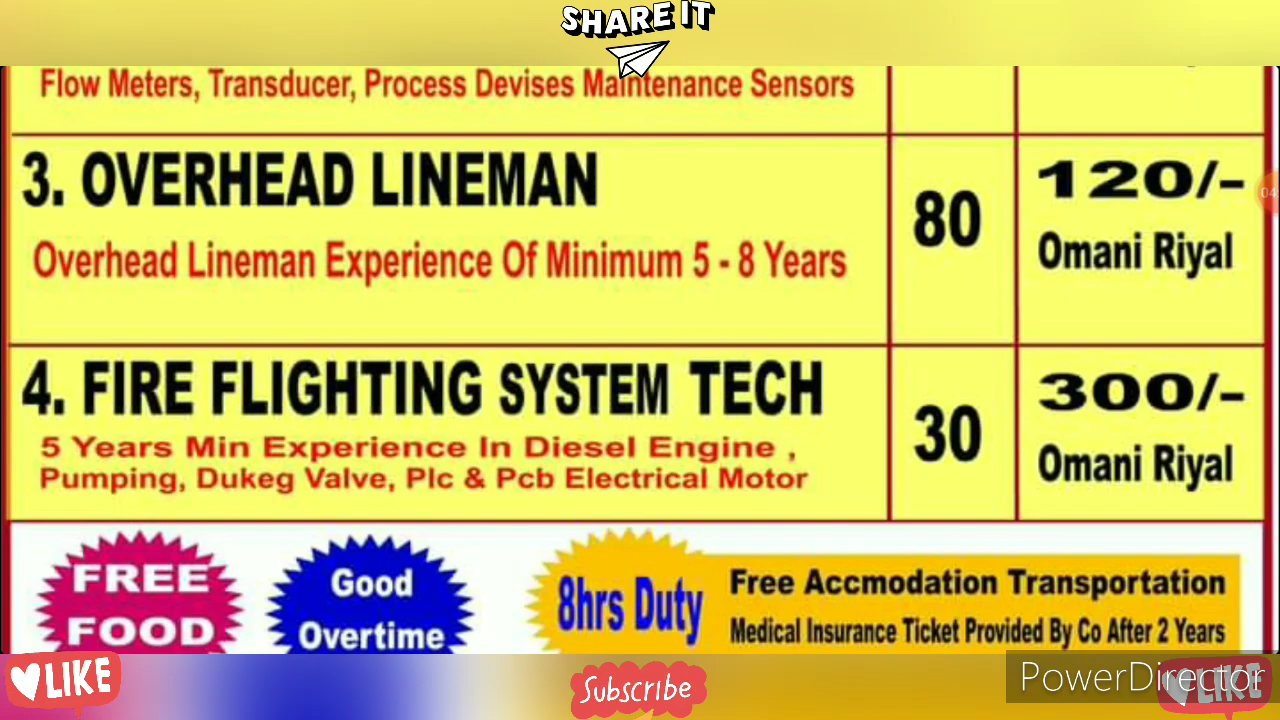 SHARE IT
Flow Meters, Transducer, Process Devises Maintenance Sensors
3. OVERHEAD LINEMAN
Overhead Lineman Experience Of Minimum 5 - 8 Years
80
120/-
Omani Riyal
04
4. FIRE FLIGHTING SYSTEM TECH
5 Years Min Experience In Diesel Engine ,
Pumping, Dukeg Valve, Plc & Pcb Electrical Motor
30
300/-
Omani Riyal
FREE
FOOD
Good
Overtime
8hrs Duty
Free Accmodation Transportation
Medical Insurance Ticket Provided By Co After 2 Years
LIKE
Subscribe
PowerDirector
LIKE